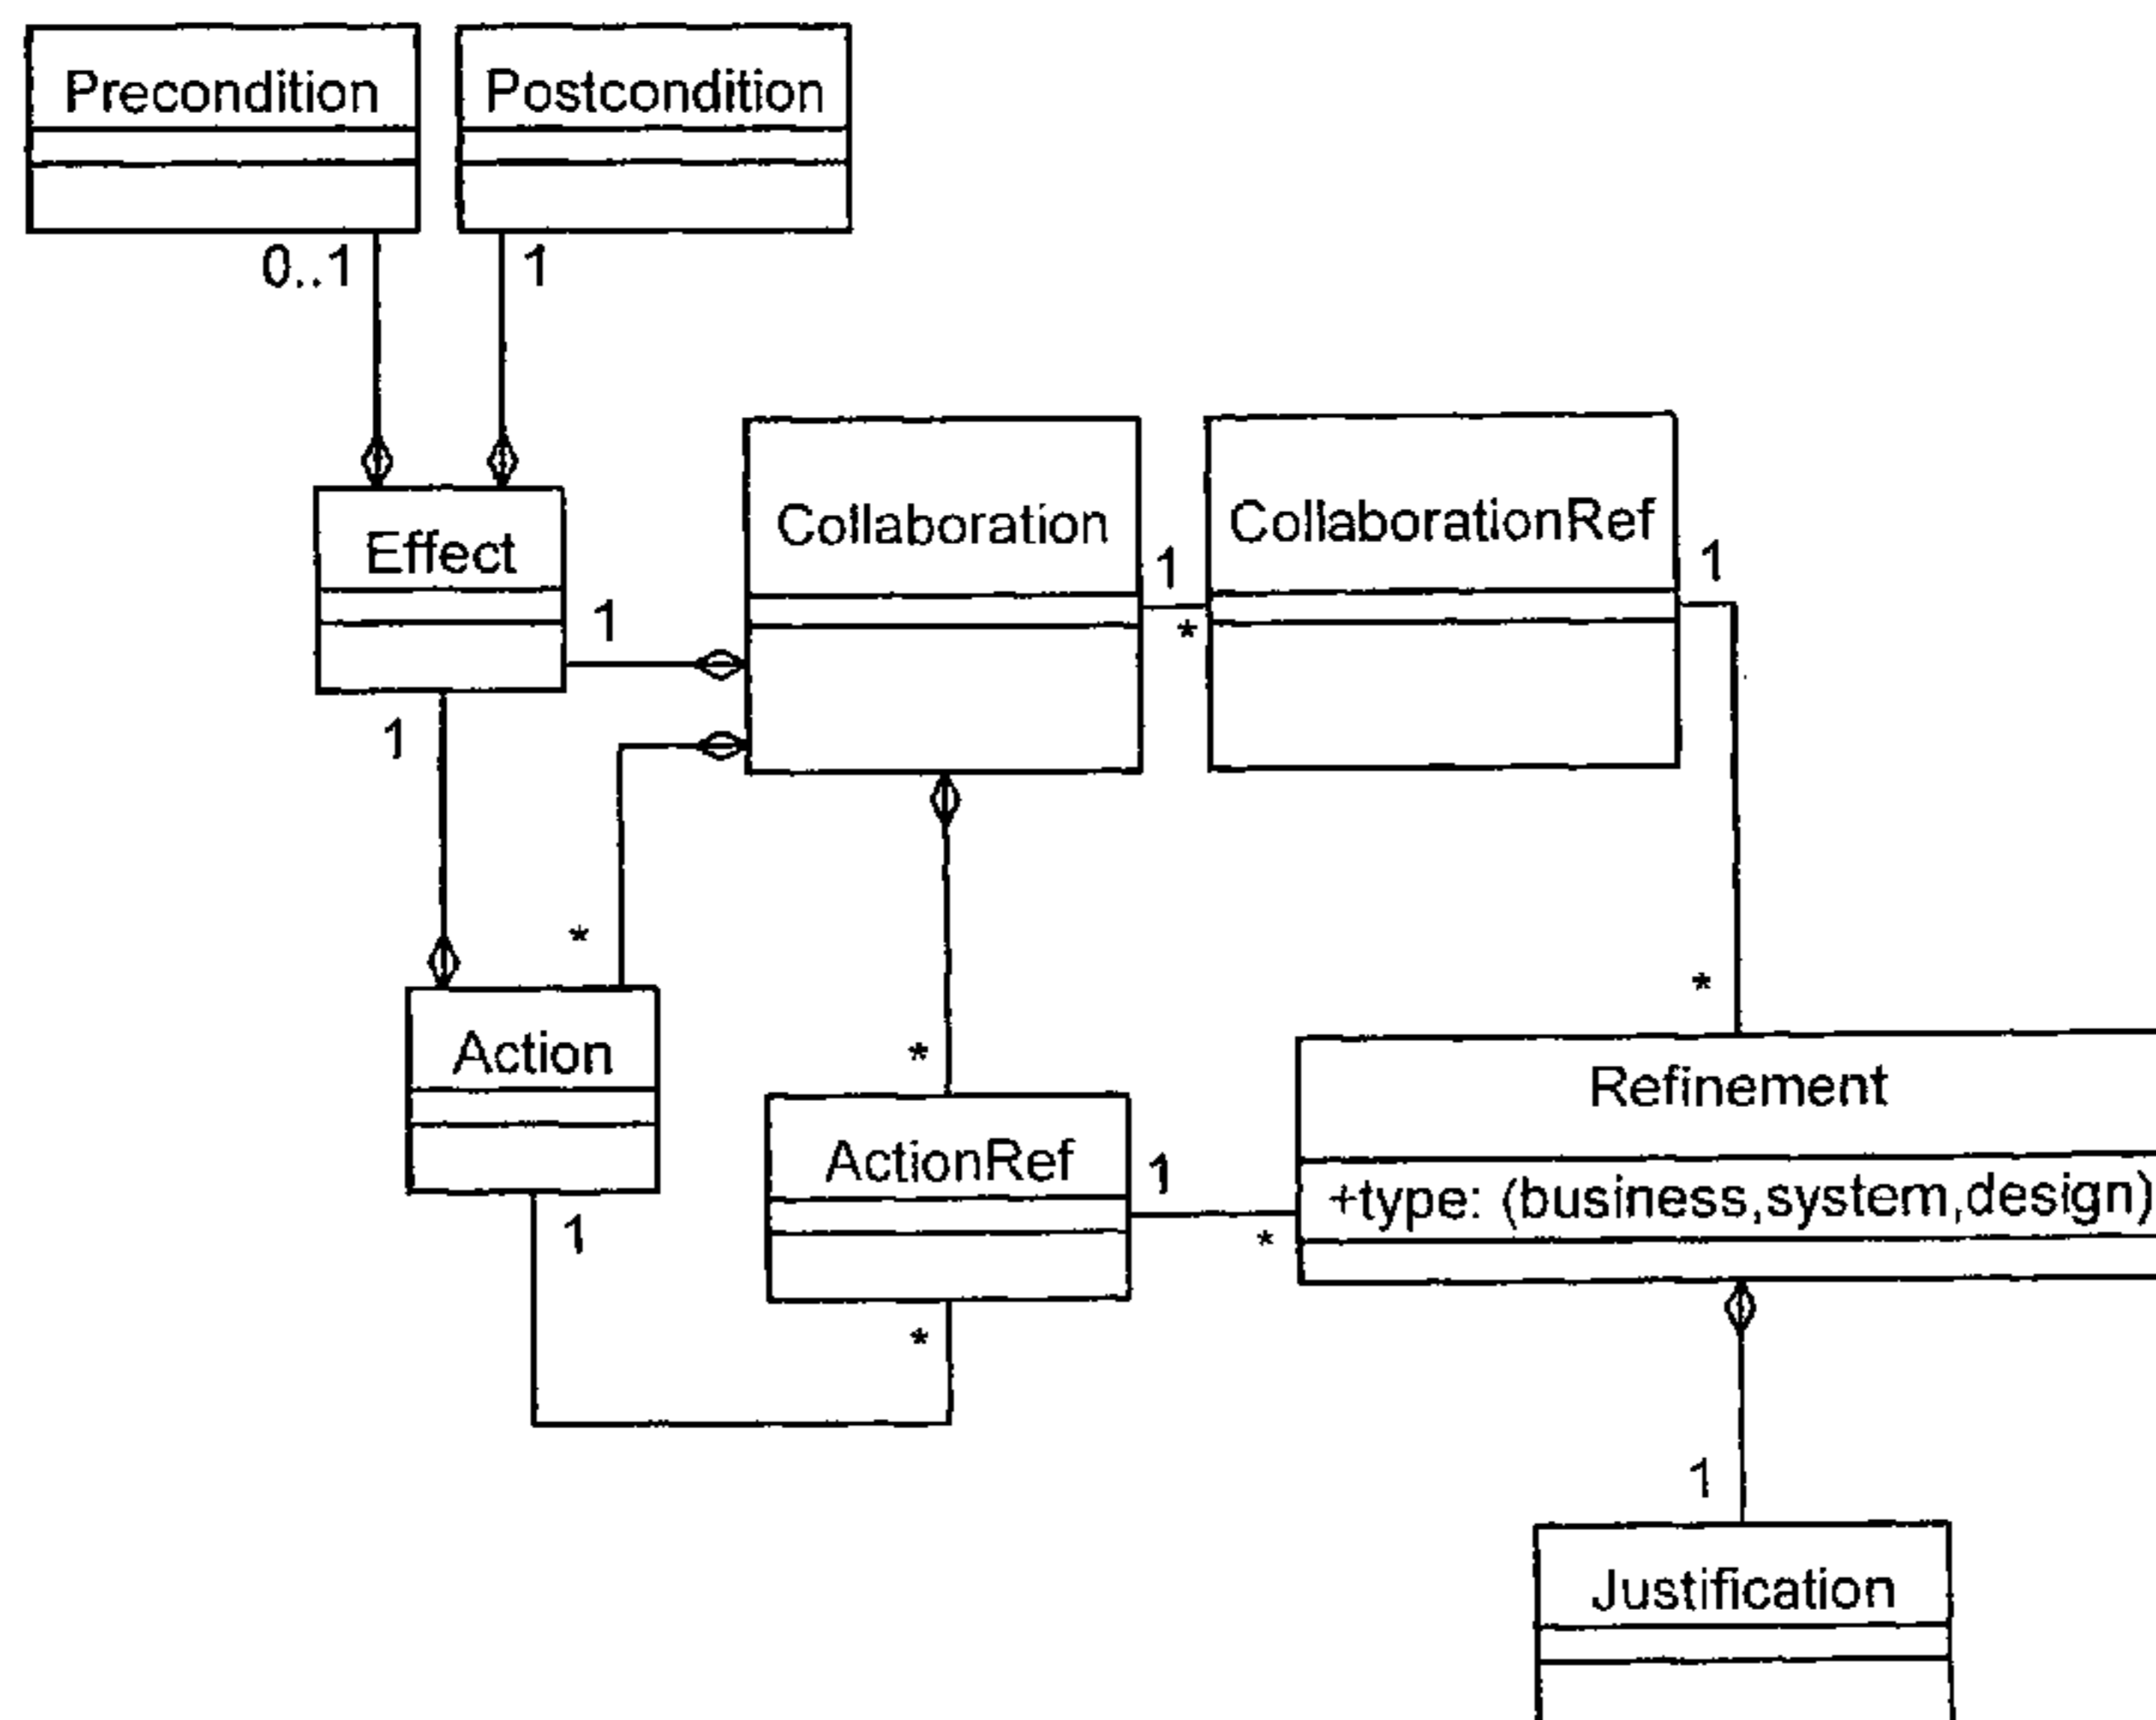 Precondition
Postcondition
0..1
1
Effect
Collaboration
CollaborationRef
1
1
1
*
1
*
*
*
Action
ActionRef
Refinement
1
+type: (business,system,design)
1
*
*
1
Justification